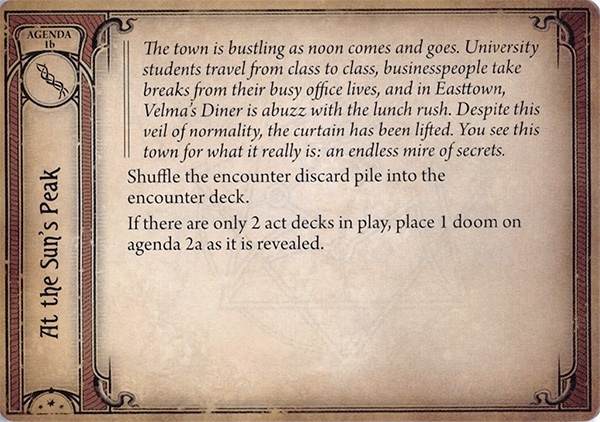 AGENDA
1b
At the Sun's Peak
The town is bustling as noon comes and goes. University
students travel from class to class, businesspeople take
breaks from their busy office lives, and in Easttown,
Velma's Diner is abuzz with the lunch rush. Despite this
veil of normality, the curtain has been lifted. You see this
town for what it really is: an endless mire of secrets.
Shuffle the encounter discard pile into the
encounter deck.
If there are only 2 act decks in play, place 1 doom on
agenda 2a as it is revealed.